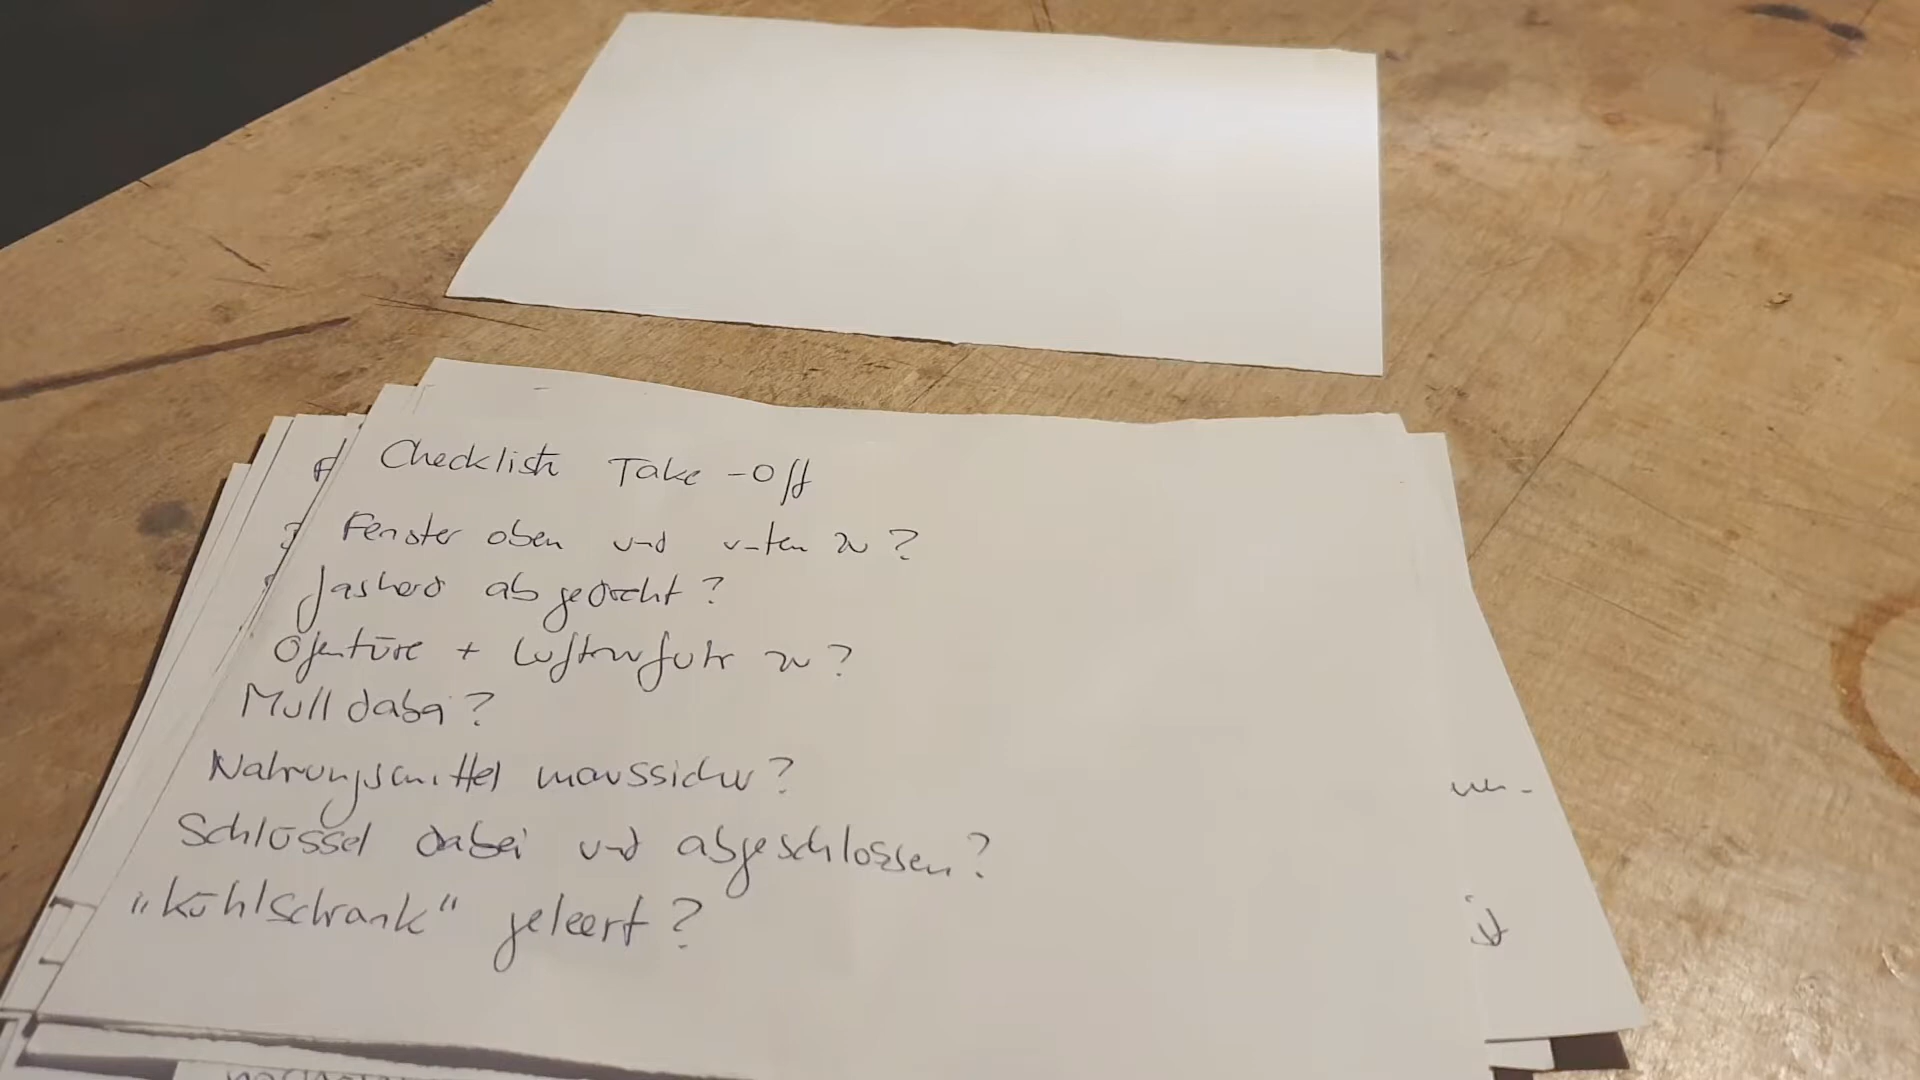 Checkliste Take-Off
Fenster oben und unten zu?
Gasherd abgedreht?
Ofentüre + Luftzufuhr zu?
Müll dabei?
Nahrungsmittel maussicher?
Schlüssel dabei und abgeschlossen?
„Kühlschrank“ geleert?